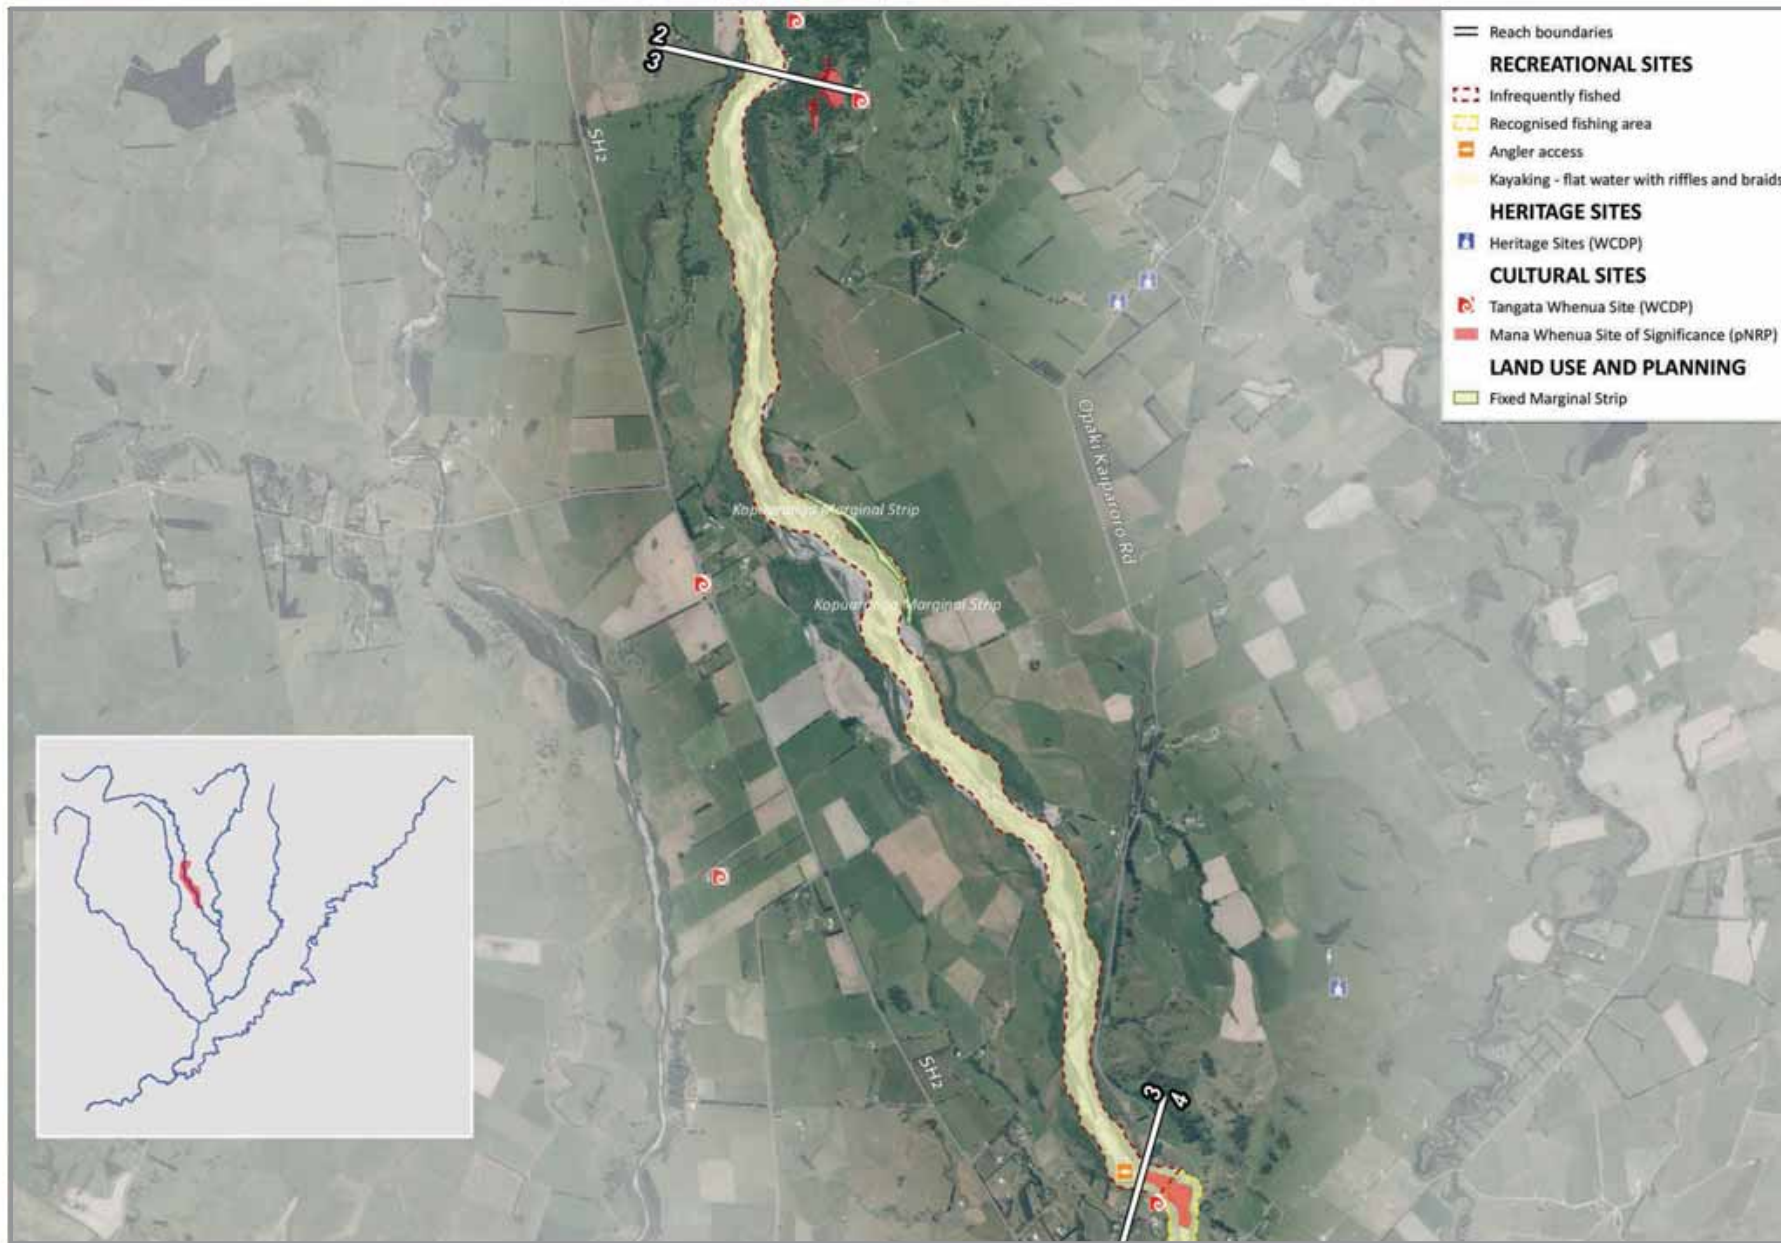 2
3
SH2
Opaki Kaiparoro Rd
Kopuaranga Marginal Strip
Kopuaranga Marginal Strip
SH2
3
4
Reach boundaries
RECREATIONAL SITES
Infrequently fished
Recognised fishing area
Angler access
Kayaking - flat water with riffles and braids
HERITAGE SITES
Heritage Sites (WCDP)
CULTURAL SITES
Tangata Whenua Site (WCDP)
Mana Whenua Site of Significance (pNRP)
LAND USE AND PLANNING
Fixed Marginal Strip